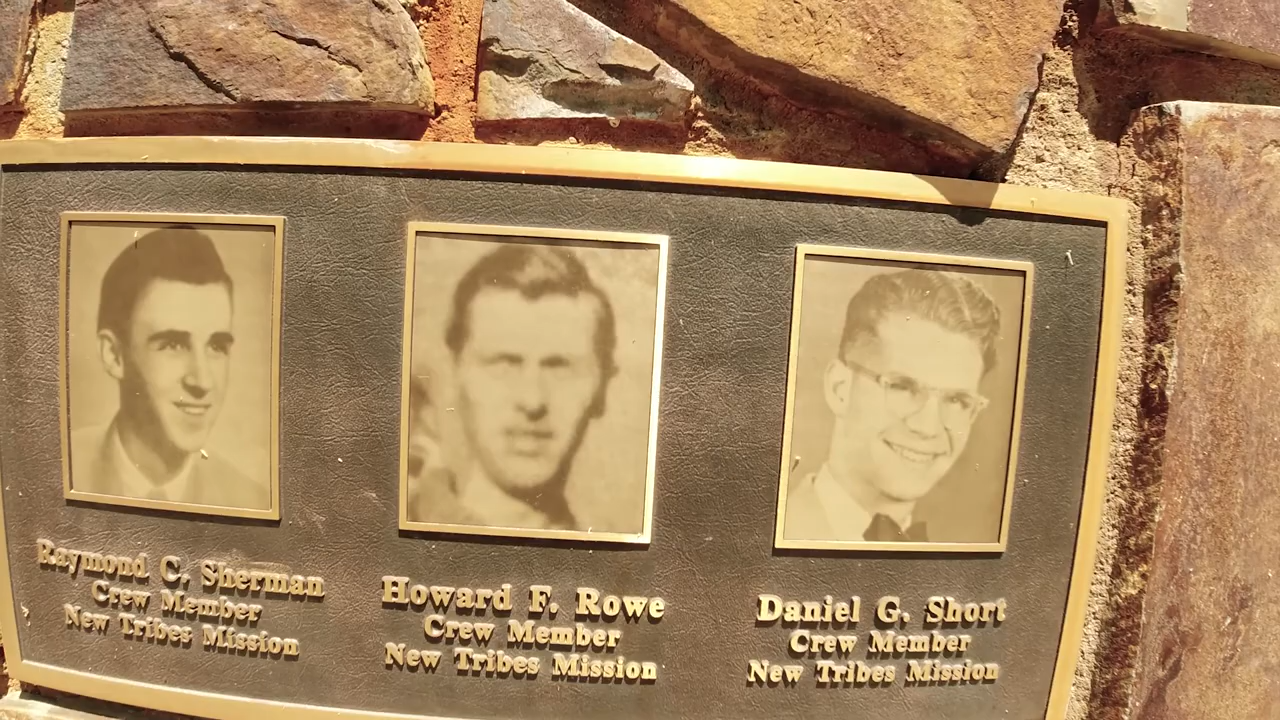 Raymond C. Sherman
Crew Member
New Tribes Mission
Howard F. Rowe
Crew Member
New Tribes Mission
Daniel G. Short
Crew Member
New Tribes Mission